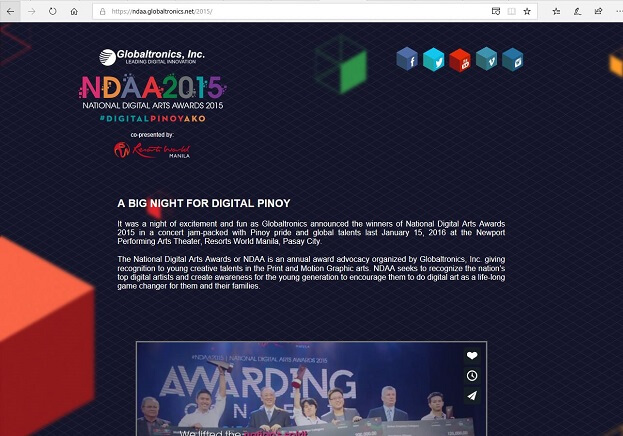 https://ndaa.globaltronics.net/2015/
Globaltronics, Inc.
LEADING DIGITAL INNOVATION
NDAA2015
NATIONAL DIGITAL ARTS AWARDS 2015
#DIGITALPINOYAKO
co-presented by:
Resorts World
MANILA
A BIG NIGHT FOR DIGITAL PINOY
It was a night of excitement and fun as Globaltronics announced the winners of National Digital Arts Awards
2015 in a concert jam-packed with Pinoy pride and global talents last January 15, 2016 at the Newport
Performing Arts Theater, Resorts World Manila, Pasay City.
The National Digital Arts Awards or NDAA is an annual award advocacy organized by Globaltronics, Inc. giving
recognition to young creative talents in the Print and Motion Graphic arts. NDAA seeks to recognize the nation's
top digital artists and create awareness for the young generation to encourage them to do digital art as a life-long
game changer for them and their families.
#NDAA2015 | NATIONAL DIGITAL ARTS AWARDS 2015
AWARDING
We lifted the